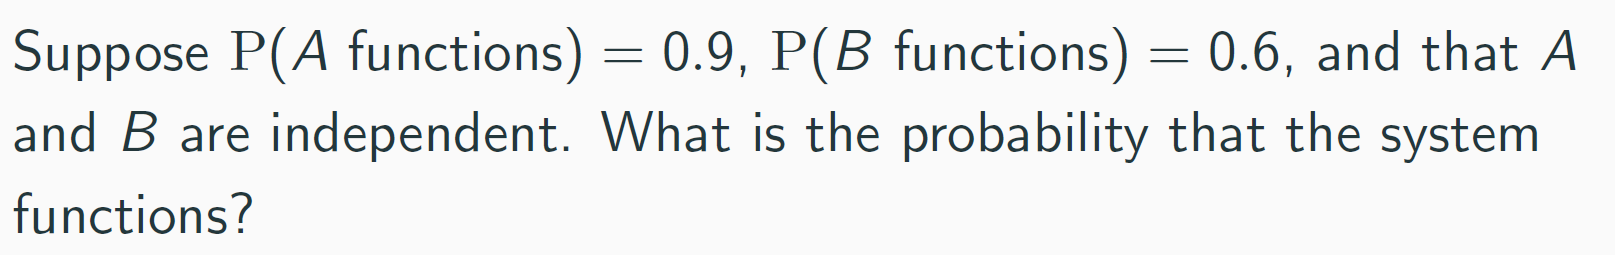 Suppose P(A functions) = 0.9, P(B functions) = 0.6, and that A
and B are independent. What is the probability that the system
functions?